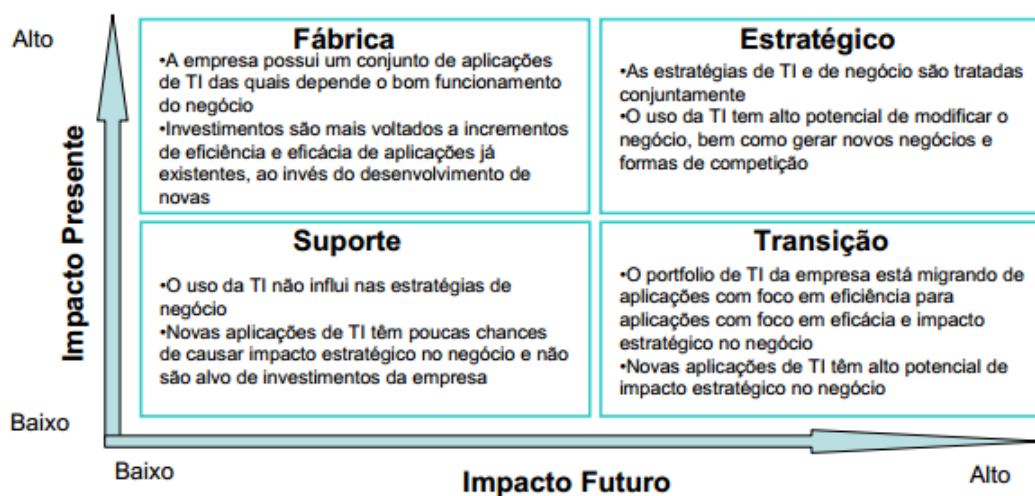 Alto
Impacto Presente
Baixo
Fábrica
•A empresa possui um conjunto de aplicações
de TI das quais depende o bom funcionamento
do negócio
•Investimentos são mais voltados a incrementos
de eficiência e eficácia de aplicações já
existentes, ao invés do desenvolvimento de
novas
Estratégico
•As estratégias de TI e de negócio são tratadas
conjuntamente
•O uso da TI tem alto potencial de modificar o
negócio, bem como gerar novos negócios e
formas de competição
Suporte
•O uso da TI não influi nas estratégias de
negócio
•Novas aplicações de TI têm poucas chances
de causar impacto estratégico no negócio e não
são alvo de investimentos da empresa
Transição
•O portfolio de TI da empresa está migrando de
aplicações com foco em eficiência para
aplicações com foco em eficácia e impacto
estratégico no negócio
•Novas aplicações de TI têm alto potencial de
impacto estratégico no negócio
Baixo
Impacto Futuro
Alto